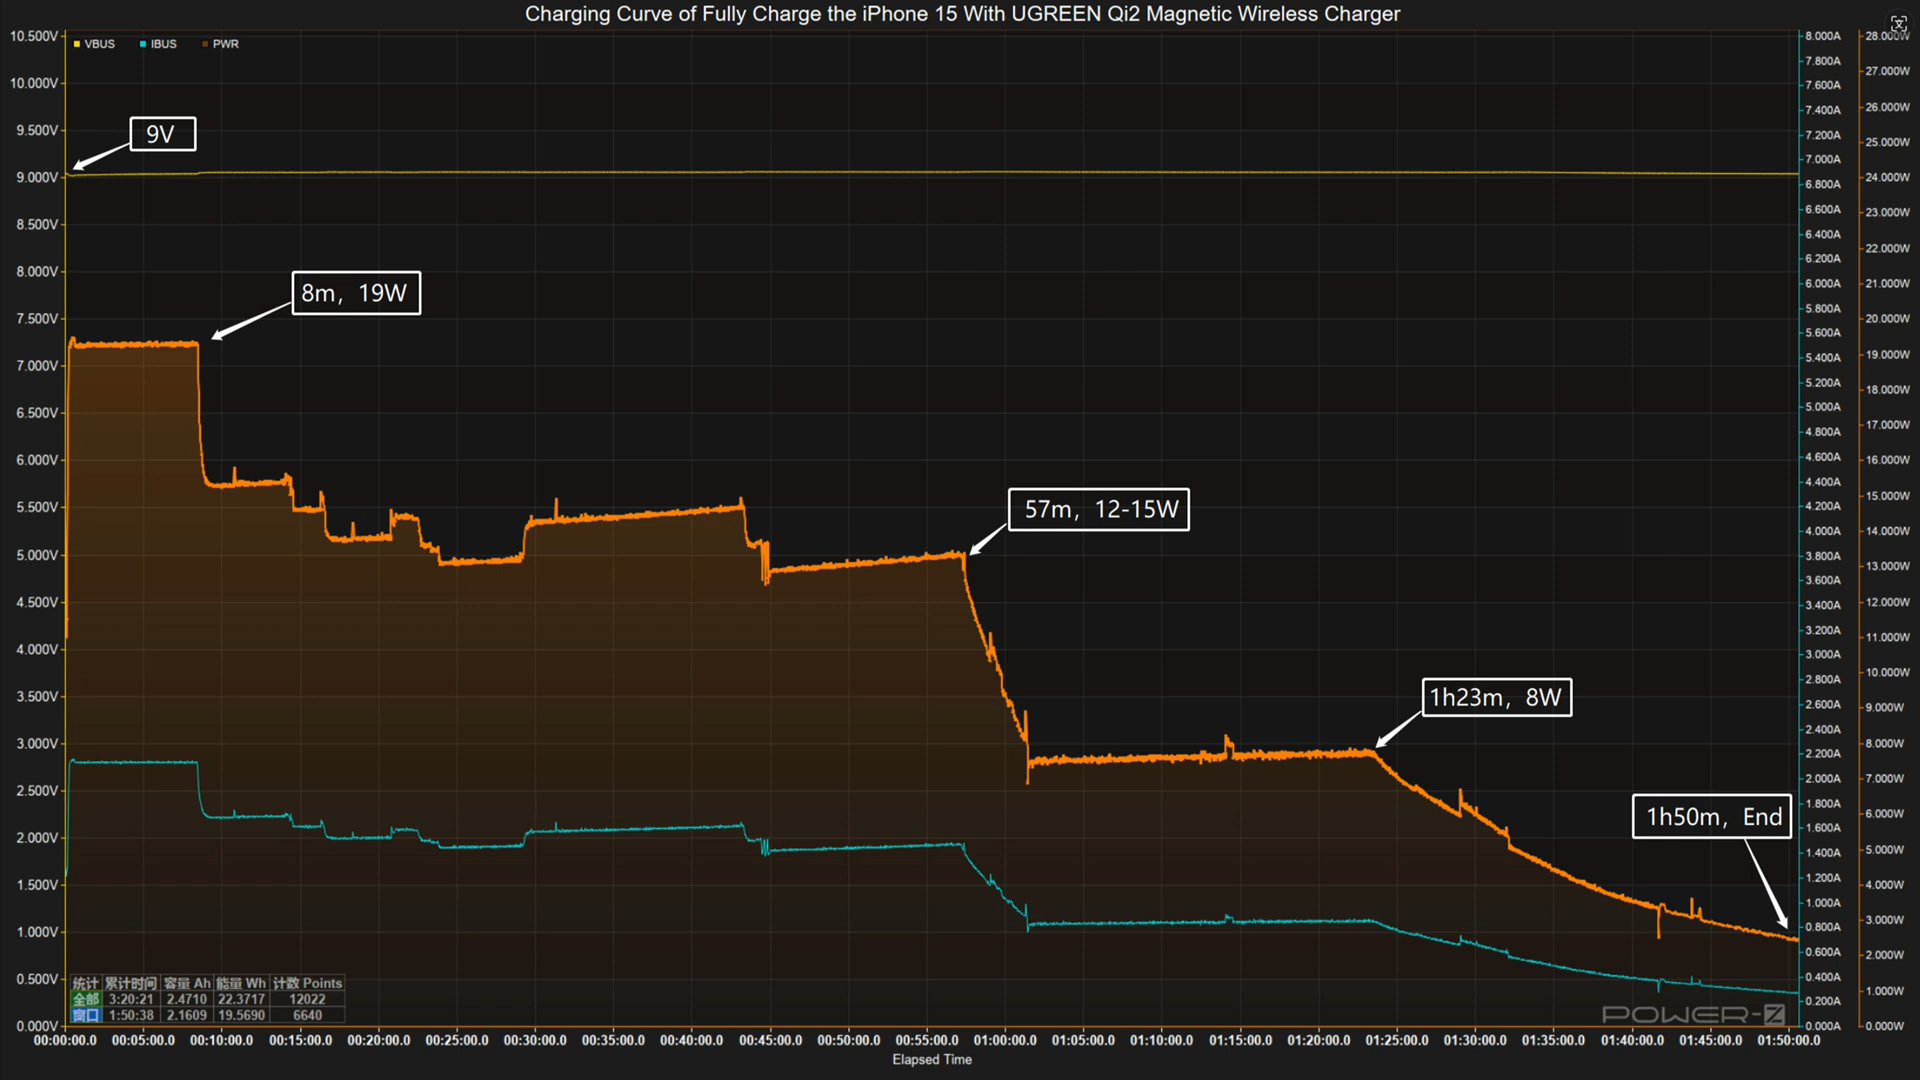 Charging Curve of Fully Charge the iPhone 15 With UGREEN Qi2 Magnetic Wireless Charger
VBUS IBUS PWR
10.500V
10.000V
9.500V
9.000V
8.500V
8.000V
7.500V
7.000V
6.500V
6.000V
5.500V
5.000V
4.500V
4.000V
3.500V
3.000V
2.500V
2.000V
1.500V
1.000V
0.500V
0.000V
9V
8m, 19W
57m, 12-15W
1h23m, 8W
1h50m, End
8.000A
7.800A
7.600A
7.400A
7.200A
7.000A
6.800A
6.600A
6.400A
6.200A
6.000A
5.800A
5.600A
5.400A
5.200A
5.000A
4.800A
4.600A
4.400A
4.200A
4.000A
3.800A
3.600A
3.400A
3.200A
3.000A
2.800A
2.600A
2.400A
2.200A
2.000A
1.800A
1.600A
1.400A
1.200A
1.000A
0.800A
0.600A
0.400A
0.200A
0.000A
28.000W
27.000W
26.000W
25.000W
24.000W
23.000W
22.000W
21.000W
20.000W
19.000W
18.000W
17.000W
16.000W
15.000W
14.000W
13.000W
12.000W
11.000W
10.000W
9.000W
8.000W
7.000W
6.000W
5.000W
4.000W
3.000W
2.000W
1.000W
0.000W
统计 累计时间 容量 Ah 能量 Wh 计数 Points
全部 3:20:21 2.4710 22.3717 12022
窗口 1:50:38 2.1609 19.5690 6640
POWER-Z
00:00:00.0 00:05:00.0 00:10:00.0 00:15:00.0 00:20:00.0 00:25:00.0 00:30:00.0 00:35:00.0 00:40:00.0 00:45:00.0 00:50:00.0 00:55:00.0 01:00:00.0 01:05:00.0 01:10:00.0 01:15:00.0 01:20:00.0 01:25:00.0 01:30:00.0 01:35:00.0 01:40:00.0 01:45:00.0 01:50:00.0
Elapsed Time